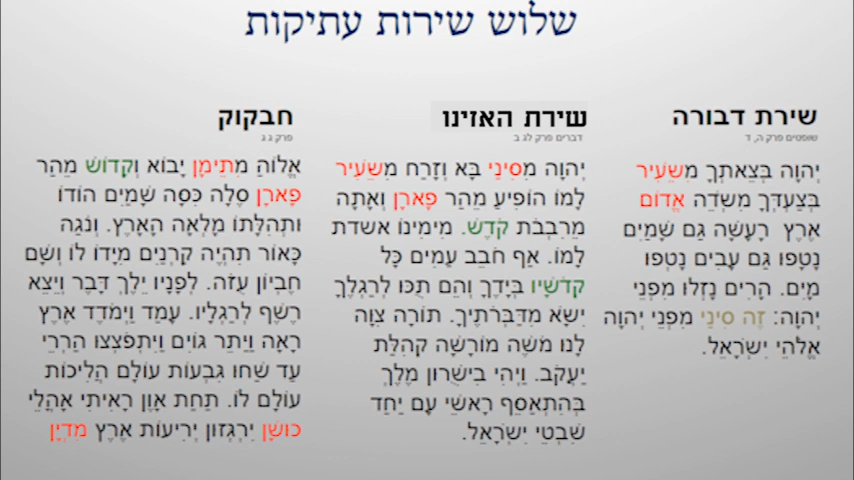 שלוש שירות עתיקות
שירת דבורה
שופטים פרק ה, ד
יְהוָה בְּצֵאתְךָ מִשֵּׂעִיר
בְּצַעְדְּךָ מִשְּׂדֵה אֱדוֹם
אֶרֶץ רָעָשָׁה גַּם שָׁמַיִם
נָטָפוּ גַּם עָבִים נָטְפוּ
מָיִם. הָרִים נָזְלוּ מִפְּנֵי
יְהוָה: זֶה סִינַי מִפְּנֵי יְהוָה
אֱלֹהֵי יִשְׂרָאֵל.
שירת האזינו
דברים פרק לג ב
יְהוָה מִסִּינַי בָּא וְזָרַח מִשֵּׂעִיר
לָמוֹ הוֹפִיעַ מֵהַר פָּארָן וְאָתָה
מֵרִבְבֹת קֹדֶשׁ. מִימִינוֹ אשדת
לָמוֹ. אַף חֹבֵב עַמִּים כָּל
קְדֹשָׁיו בְּיָדֶךָ וְהֵם תֻּכּוּ לְרַגְלֶךָ
יִשָּׂא מִדַּבְּרֹתֶיךָ. תּוֹרָה צִוָּה
לָנוּ מֹשֶׁה מוֹרָשָׁה קְהִלַּת
יַעֲקֹב. וַיְהִי בִישֻׁרוּן מֶלֶךְ
בְּהִתְאַסֵּף רָאשֵׁי עָם יַחַד
שִׁבְטֵי יִשְׂרָאֵל.
חבקוק
פרק ג ג
אֱלוֹהַּ מִתֵּימָן יָבוֹא וְקָדוֹשׁ מֵהַר
פָּארָן סֶלָה כִּסָּה שָׁמַיִם הוֹדוֹ
וּתְהִלָּתוֹ מָלְאָה הָאָרֶץ. וְנֹגַהּ
כָּאוֹר תִּהְיֶה קַרְנַיִם מִיָּדוֹ לוֹ וְשָׁם
חֶבְיוֹן עֻזֹּה. לְפָנָיו יֵלֶךְ דָּבֶר וְיֵצֵא
רֶשֶׁף לְרַגְלָיו. עָמַד וַיְמֹדֶד אֶרֶץ
רָאָה וַיַּתֵּר גּוֹיִם וַיִּתְפֹּצְצוּ הַרְרֵי
עַד שַׁחוּ גִּבְעוֹת עוֹלָם הֲלִיכוֹת
עוֹלָם לוֹ. תַּחַת אָוֶן רָאִיתִי אָהֳלֵי
כוּשָׁן יִרְגְּזוּן יְרִיעוֹת אֶרֶץ מִדְיָן